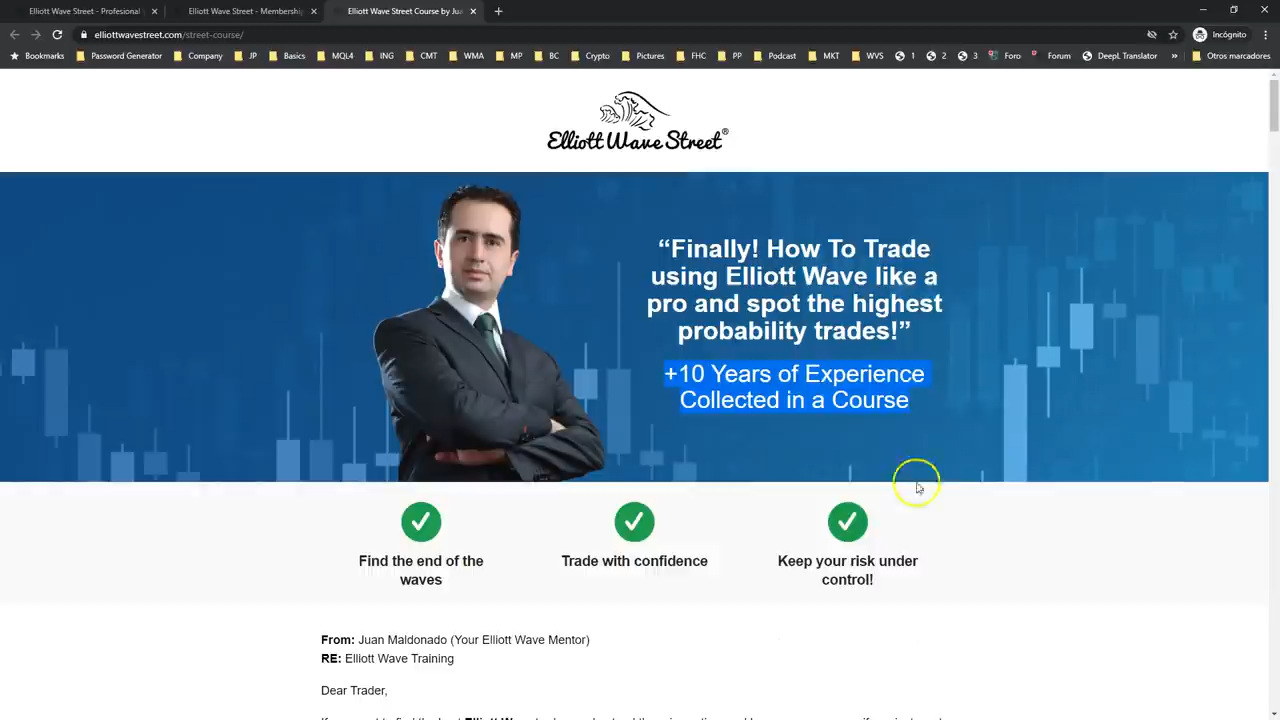 Elliott Wave Street - Profesional
Elliott Wave Street - Membership
Elliott Wave Street Course by Jua
elliottwavestreet.com/street-course/
Incógnito
Bookmarks
Password Generator
Company
JP
Basics
MQL4
ING
CMT
WMA
MP
BC
Crypto
Pictures
FHC
PP
Podcast
MKT
WVS
1
2
3
Foro
Forum
DeepL Translator
»
Otros marcadores
Elliott Wave Street®
“Finally! How To Trade
using Elliott Wave like a
pro and spot the highest
probability trades!”
+10 Years of Experience
Collected in a Course
Find the end of the
waves
Trade with confidence
Keep your risk under
control!
From: Juan Maldonado (Your Elliott Wave Mentor)
RE: Elliott Wave Training
Dear Trader,